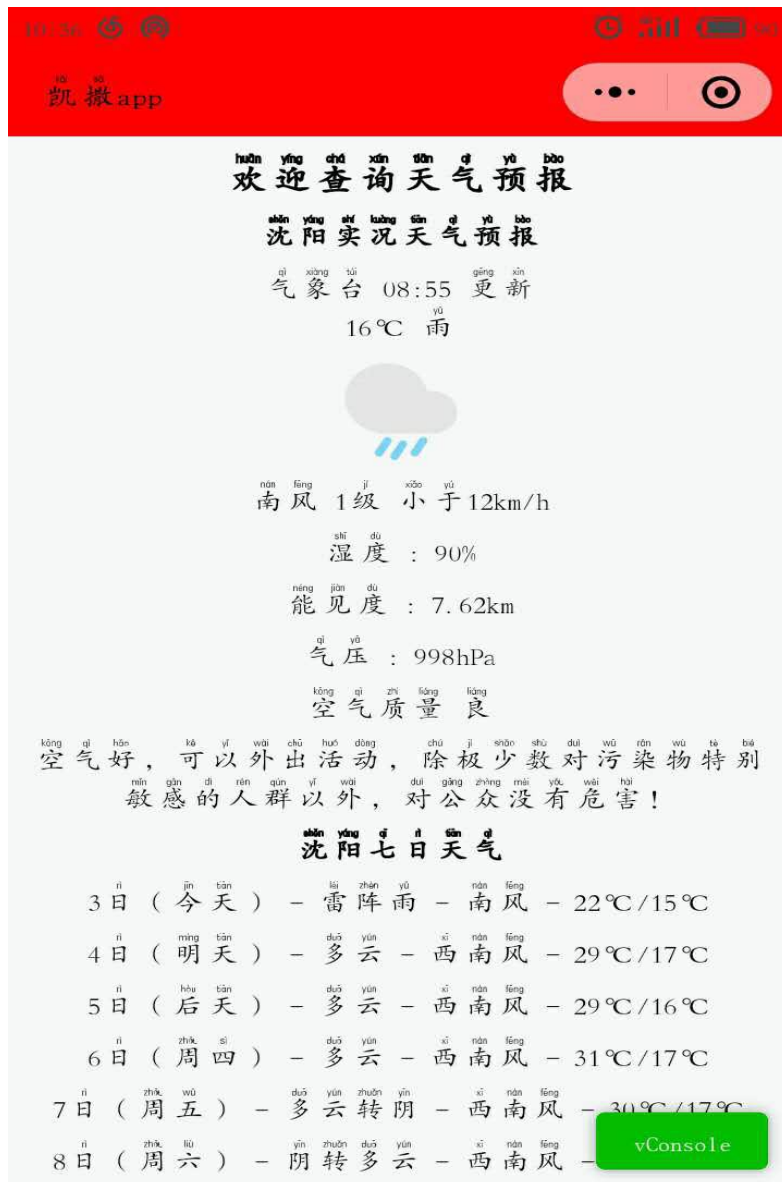 10:56
凯撒app
欢迎查询天气预报
沈阳实况天气预报
气象台 08:55 更新
16℃ 雨
南风 1级 小于12km/h
湿度 : 90%
能见度 : 7.62km
气压 : 998hPa
空气质量 良
空气好,可以外出活动,除极少数对污染物特别
敏感的人群以外,对公众没有危害!
沈阳七日天气
3日 (今天) - 雷阵雨 - 南风 - 22℃/15℃
4日 (明天) - 多云 - 西南风 - 29℃/17℃
5日 (后天) - 多云 - 西南风 - 29℃/16℃
6日 (周四) - 多云 - 西南风 - 31℃/17℃
7日 (周五) - 多云转阴 - 西南风 - 30℃/17℃
8日 (周六) - 阴转多云 - 西南风 -
vConsole